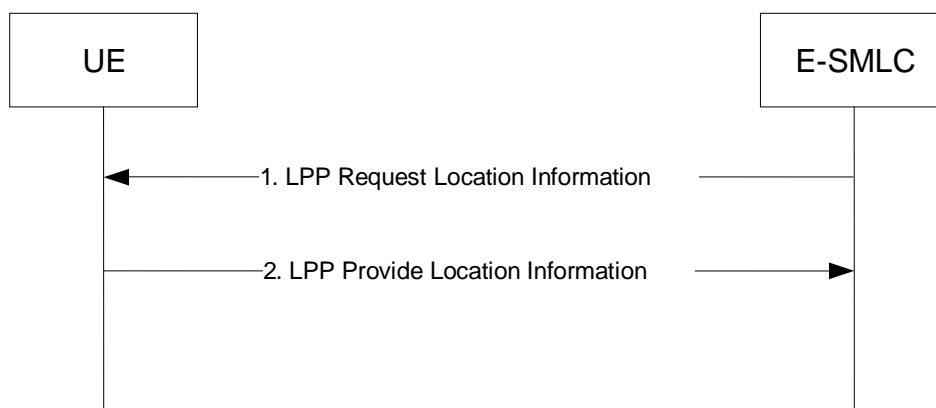 UE
E-SMLC
1. LPP Request Location Information
2. LPP Provide Location Information